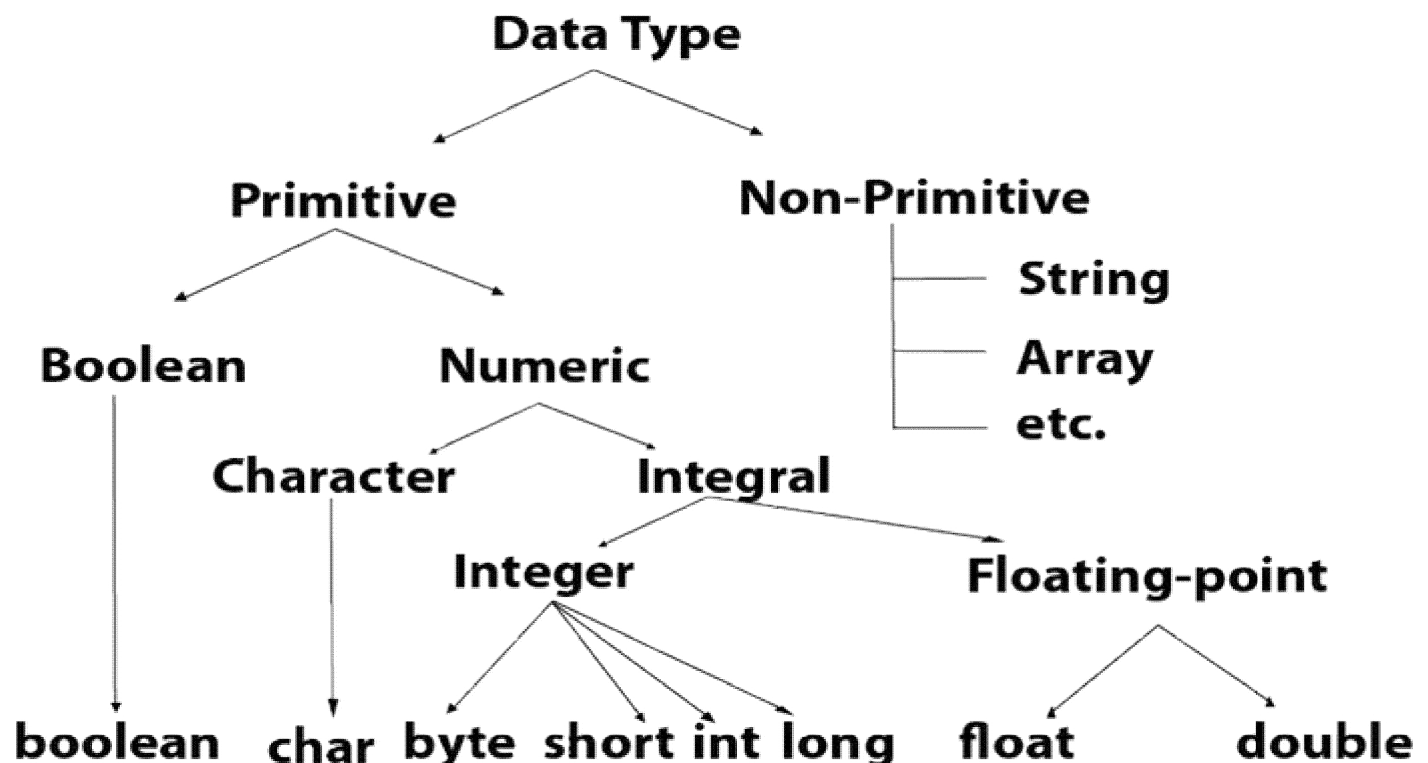 Data Type
Primitive
Non-Primitive
String
Array
etc.
Boolean
Numeric
Character
Integral
Integer
Floating-point
boolean
char
byte
short
int
long
float
double